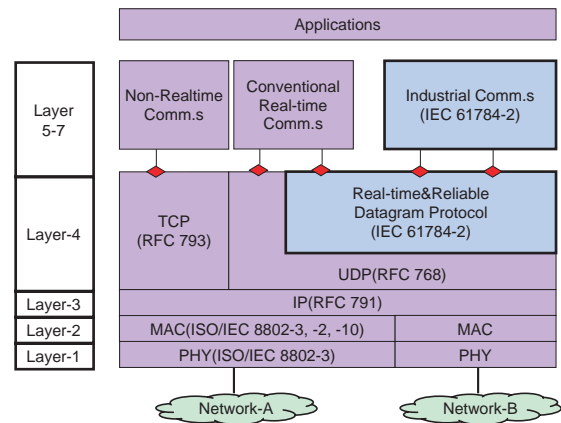 Applications
Layer
5-7
Non-Realtime
Comm.s
Conventional
Real-time
Comm.s
Industrial Comm.s
(IEC 61784-2)
Layer-4
TCP
(RFC 793)
Real-time&Reliable
Datagram Protocol
(IEC 61784-2)
UDP(RFC 768)
Layer-3
IP(RFC 791)
Layer-2
MAC(ISO/IEC 8802-3, -2, -10)
MAC
Layer-1
PHY(ISO/IEC 8802-3)
PHY
Network-A
Network-B